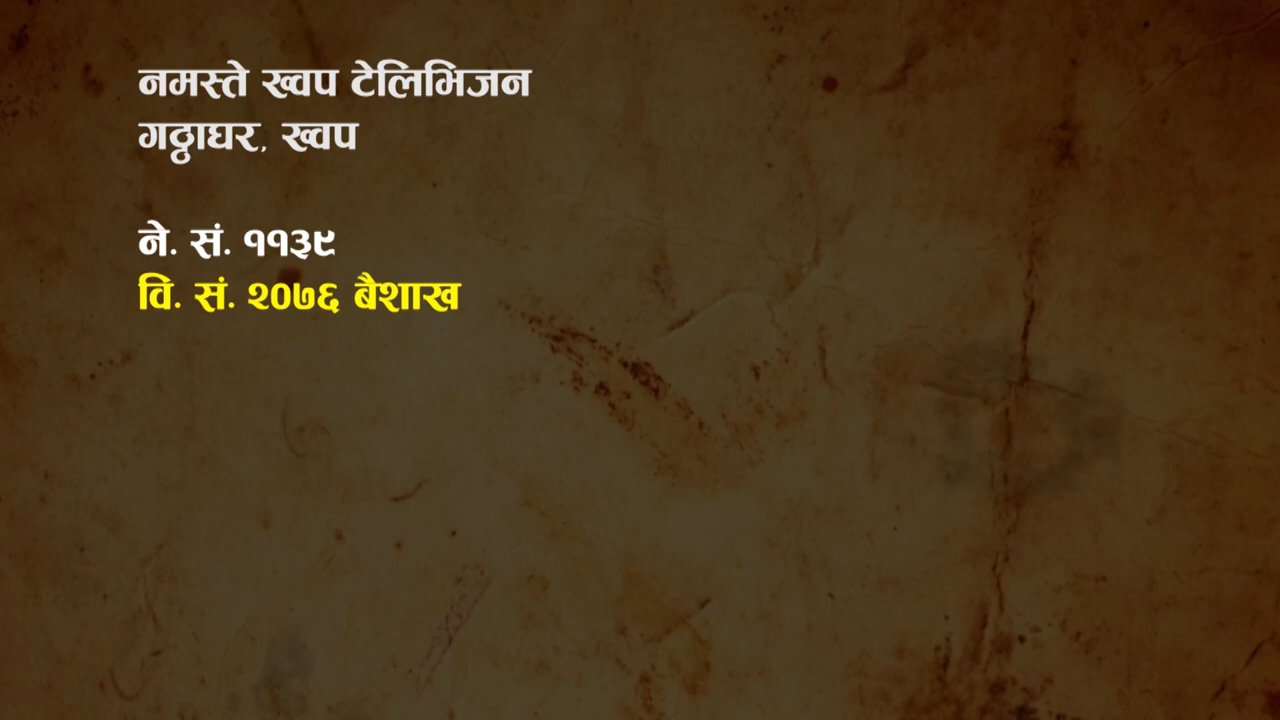 नमस्ते ख्वप टेलिभिजन
गठ्ठाघर, ख्वप
ने. सं. ११३९
वि. सं. २०७६ बैशाख